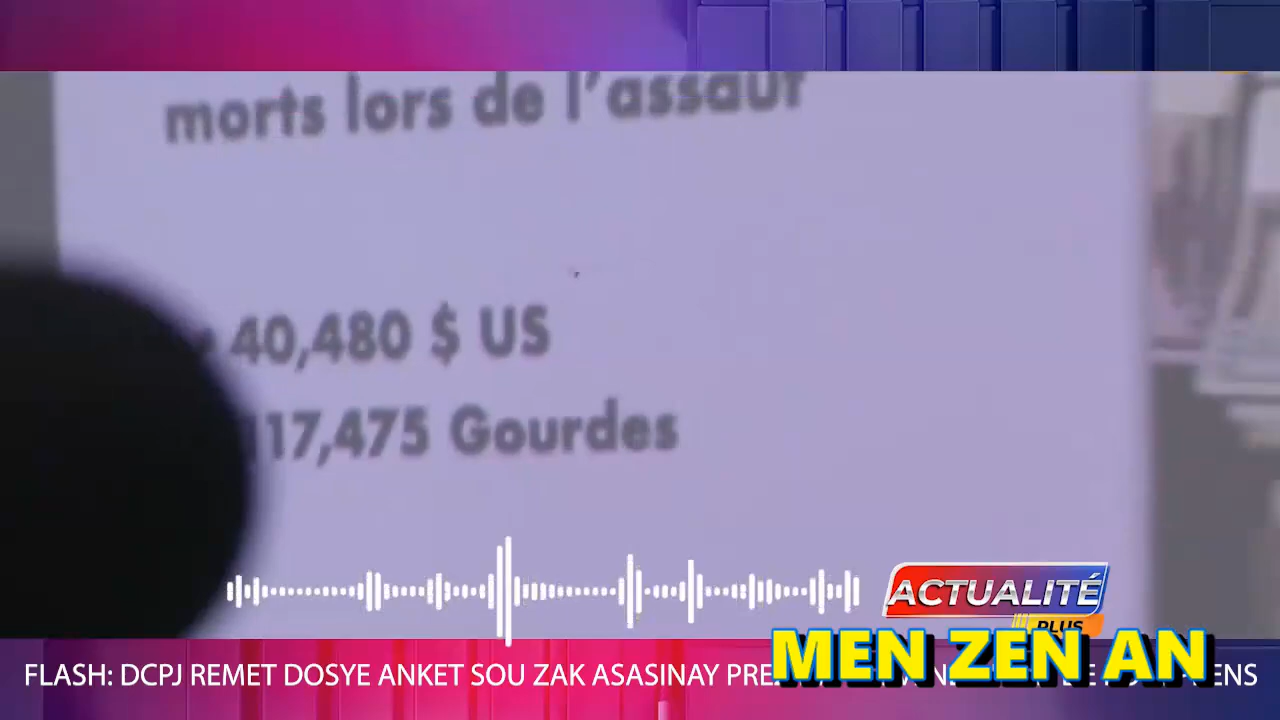 morts lors de l'assaut
40,480 $ US
17,475 Gourdes
ACTUALITÉ
PLUS
MEN ZEN AN
FLASH: DCPJ REMET DOSYE ANKET SOU ZAK ASASINAY